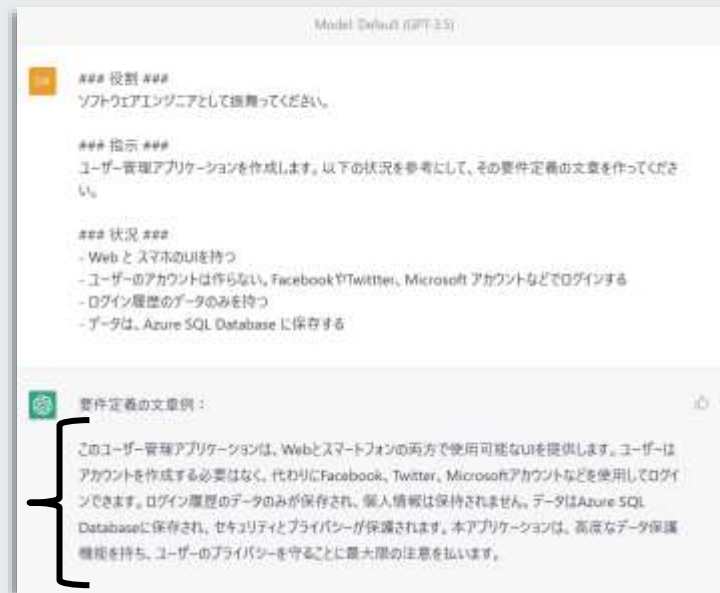 Model: Default (GPT-3.5)
### 役割 ###
ソフトウェアエンジニアとして振舞ってください。
### 指示 ###
ユーザー管理アプリケーションを作成します。以下の状況を参考にして、その要件定義の文章を作ってくださ
い。
### 状況 ###
- Web と スマホのUIを持つ
- ユーザーのアカウントは作らない。FacebookやTwittter、Microsoft アカウントなどでログインする
- ログイン履歴のデータのみを持つ
- データは、Azure SQL Database に保存する
要件定義の文章例：
このユーザー管理アプリケーションは、Webとスマートフォンの両方で使用可能なUIを提供します。ユーザーは
アカウントを作成する必要はなく、代わりにFacebook、Twitter、Microsoftアカウントなどを使用してログイ
ンできます。ログイン履歴のデータのみが保存され、個人情報は保持されません。データはAzure SQL
Databaseに保存され、セキュリティとプライバシーが保護されます。本アプリケーションは、高度なデータ保護
機能を持ち、ユーザーのプライバシーを守ることに最大限の注意を払います。